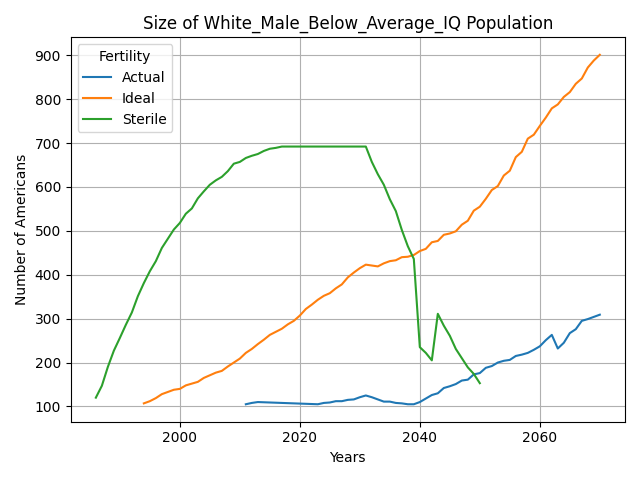 Size of White_Male_Below_Average_IQ Population
Fertility
Actual
Ideal
Sterile
Number of Americans
900
800
700
600
500
400
300
200
100
2000
2020
2040
2060
Years